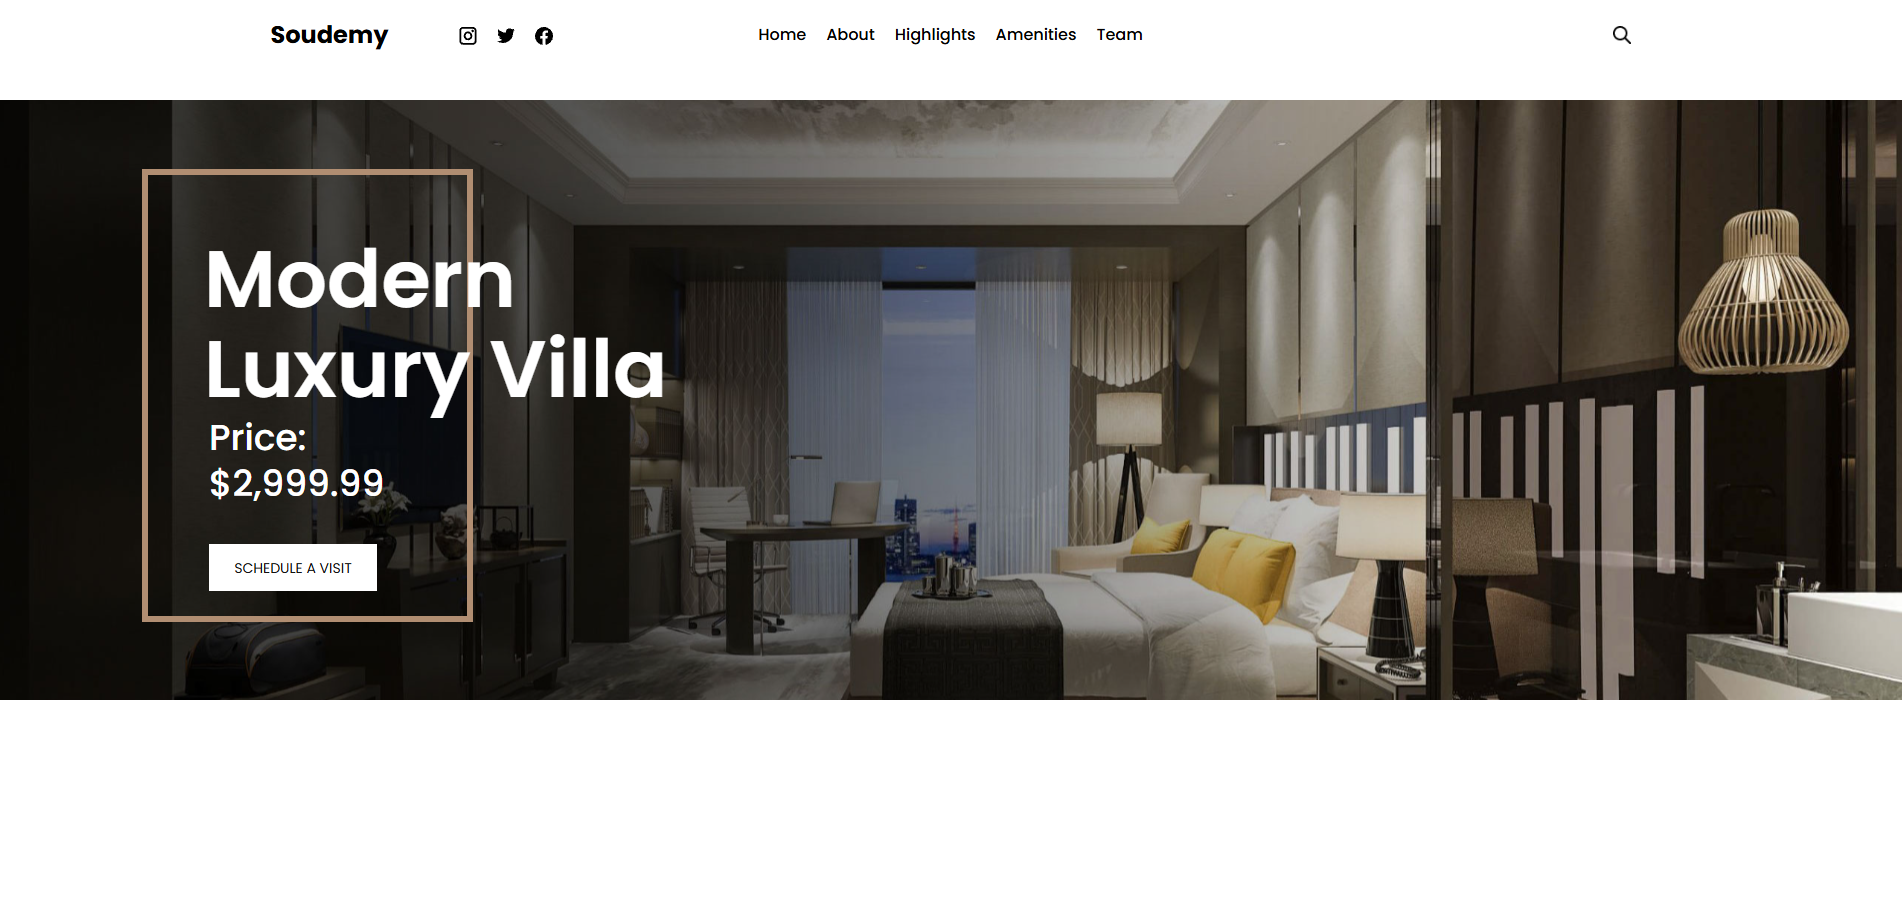 Soudemy
Home About Highlights Amenities Team
Modern
Luxury Villa
Price:
$2,999.99
SCHEDULE A VISIT